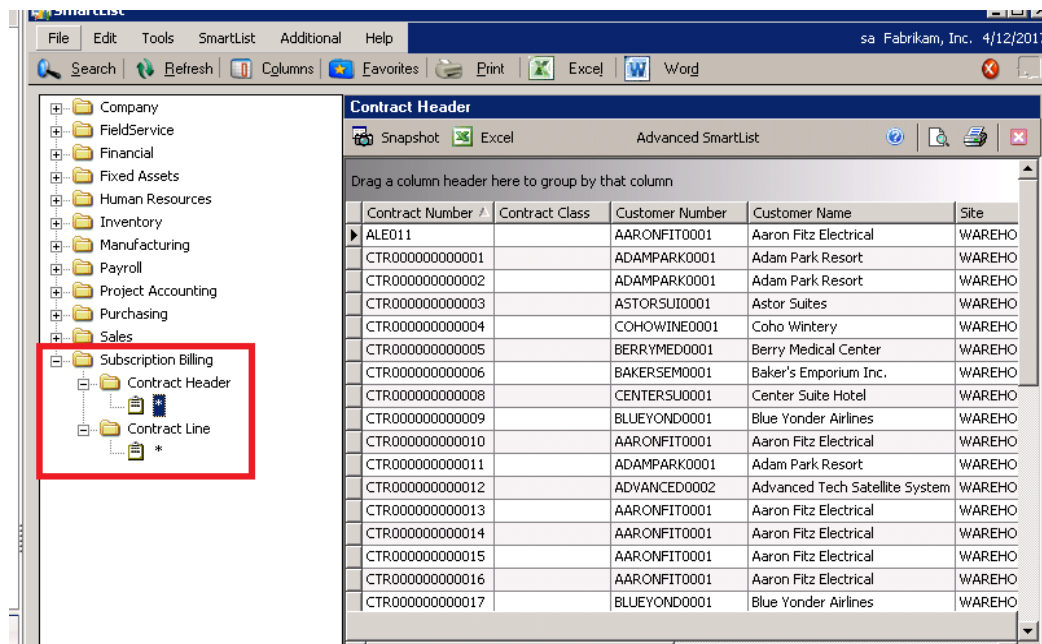 SmartList
File Edit Tools SmartList Additional Help sa Fabrikam, Inc. 4/12/2017
Search Refresh Columns Favorites Print Excel Word
Company
FieldService
Financial
Fixed Assets
Human Resources
Inventory
Manufacturing
Payroll
Project Accounting
Purchasing
Sales
Subscription Billing
Contract Header
*
Contract Line
*
Contract Header
Snapshot Excel Advanced SmartList
Drag a column header here to group by that column
Contract Number Contract Class Customer Number Customer Name Site
ALE011 AARONFIT0001 Aaron Fitz Electrical WAREHO
CTR000000000001 ADAMPARK0001 Adam Park Resort WAREHO
CTR000000000002 ADAMPARK0001 Adam Park Resort WAREHO
CTR000000000003 ASTORSUI0001 Astor Suites WAREHO
CTR000000000004 COHOWINE0001 Coho Wintery WAREHO
CTR000000000005 BERRYMED0001 Berry Medical Center WAREHO
CTR000000000006 BAKERSEM0001 Baker's Emporium Inc. WAREHO
CTR000000000008 CENTERSU0001 Center Suite Hotel WAREHO
CTR000000000009 BLUEYOND0001 Blue Yonder Airlines WAREHO
CTR000000000010 AARONFIT0001 Aaron Fitz Electrical WAREHO
CTR000000000011 ADAMPARK0001 Adam Park Resort WAREHO
CTR000000000012 ADVANCED0002 Advanced Tech Satellite System WAREHO
CTR000000000013 AARONFIT0001 Aaron Fitz Electrical WAREHO
CTR000000000014 AARONFIT0001 Aaron Fitz Electrical WAREHO
CTR000000000015 AARONFIT0001 Aaron Fitz Electrical WAREHO
CTR000000000016 AARONFIT0001 Aaron Fitz Electrical WAREHO
CTR000000000017 BLUEYOND0001 Blue Yonder Airlines WAREHO